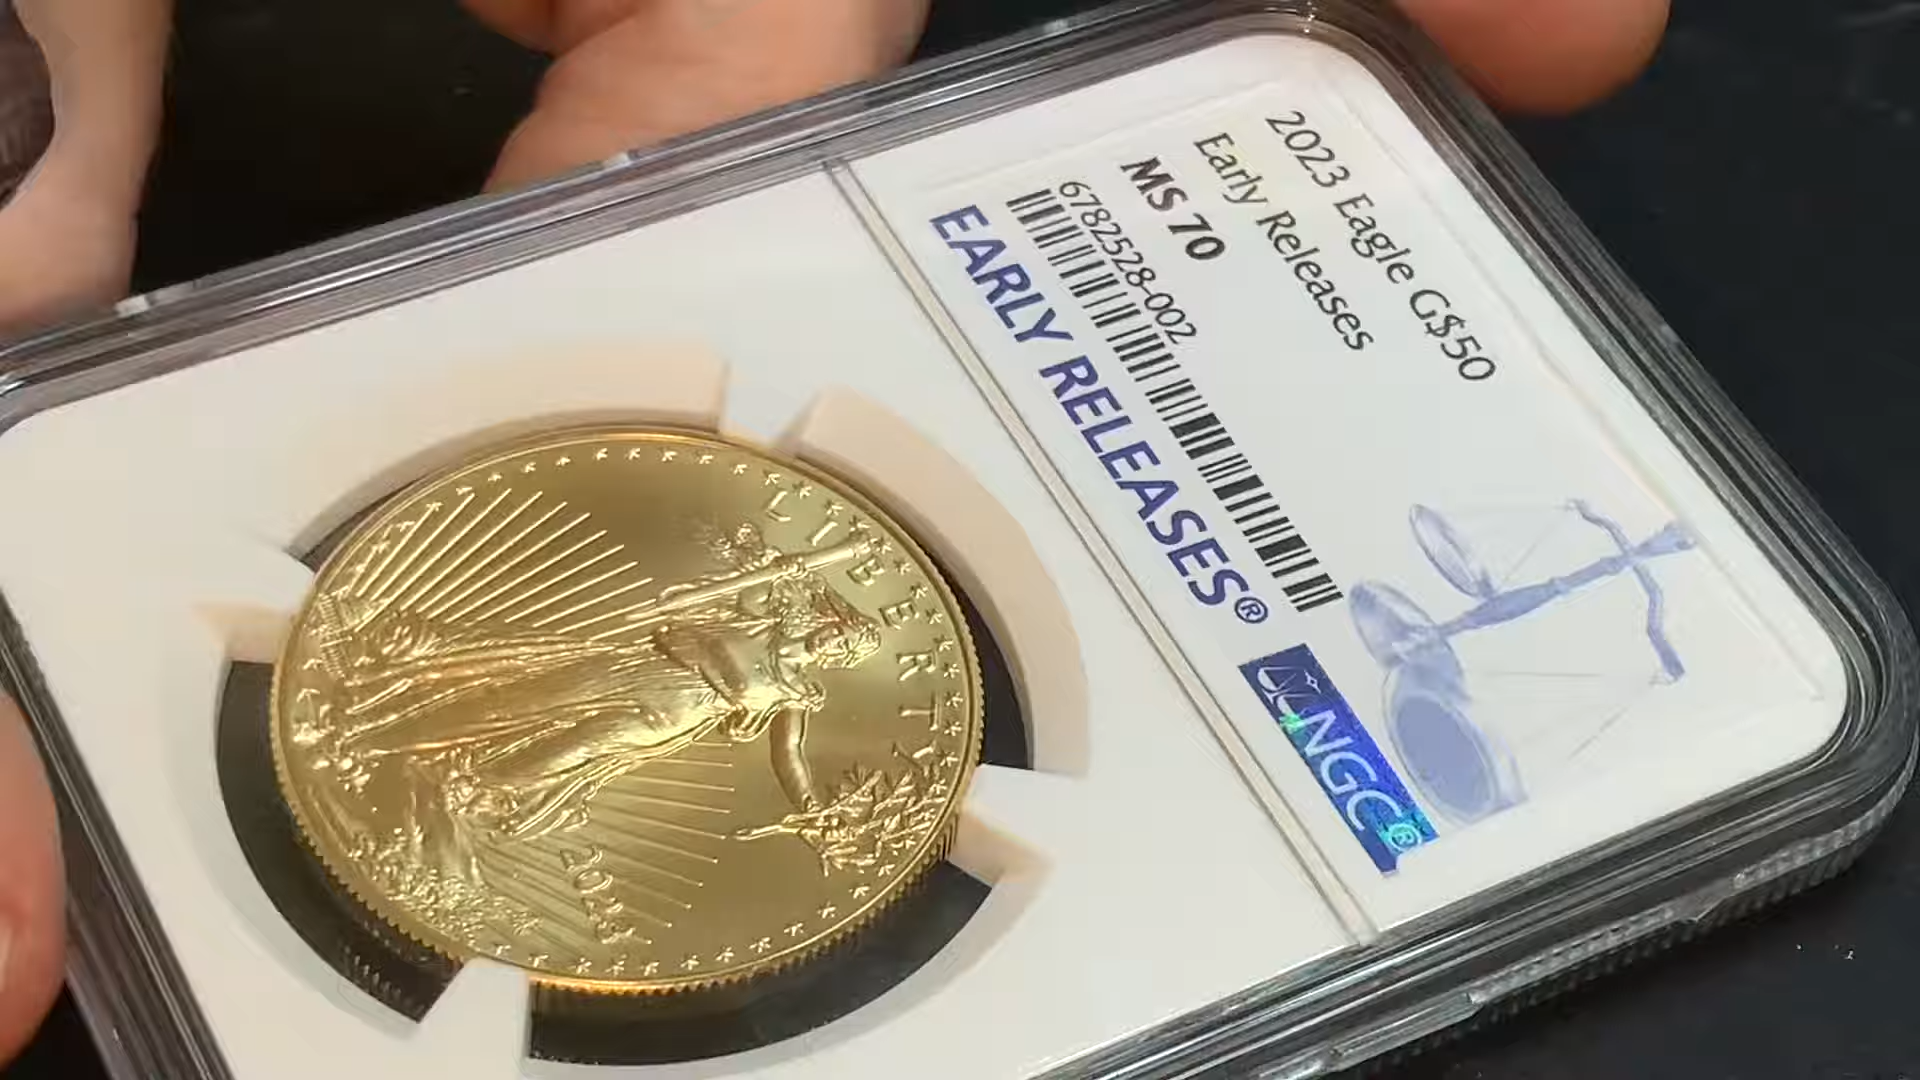 2023 Eagle G$50
Early Releases
MS 70
6782528-002
EARLY RELEASES®
NGC®
LIBERTY
2023